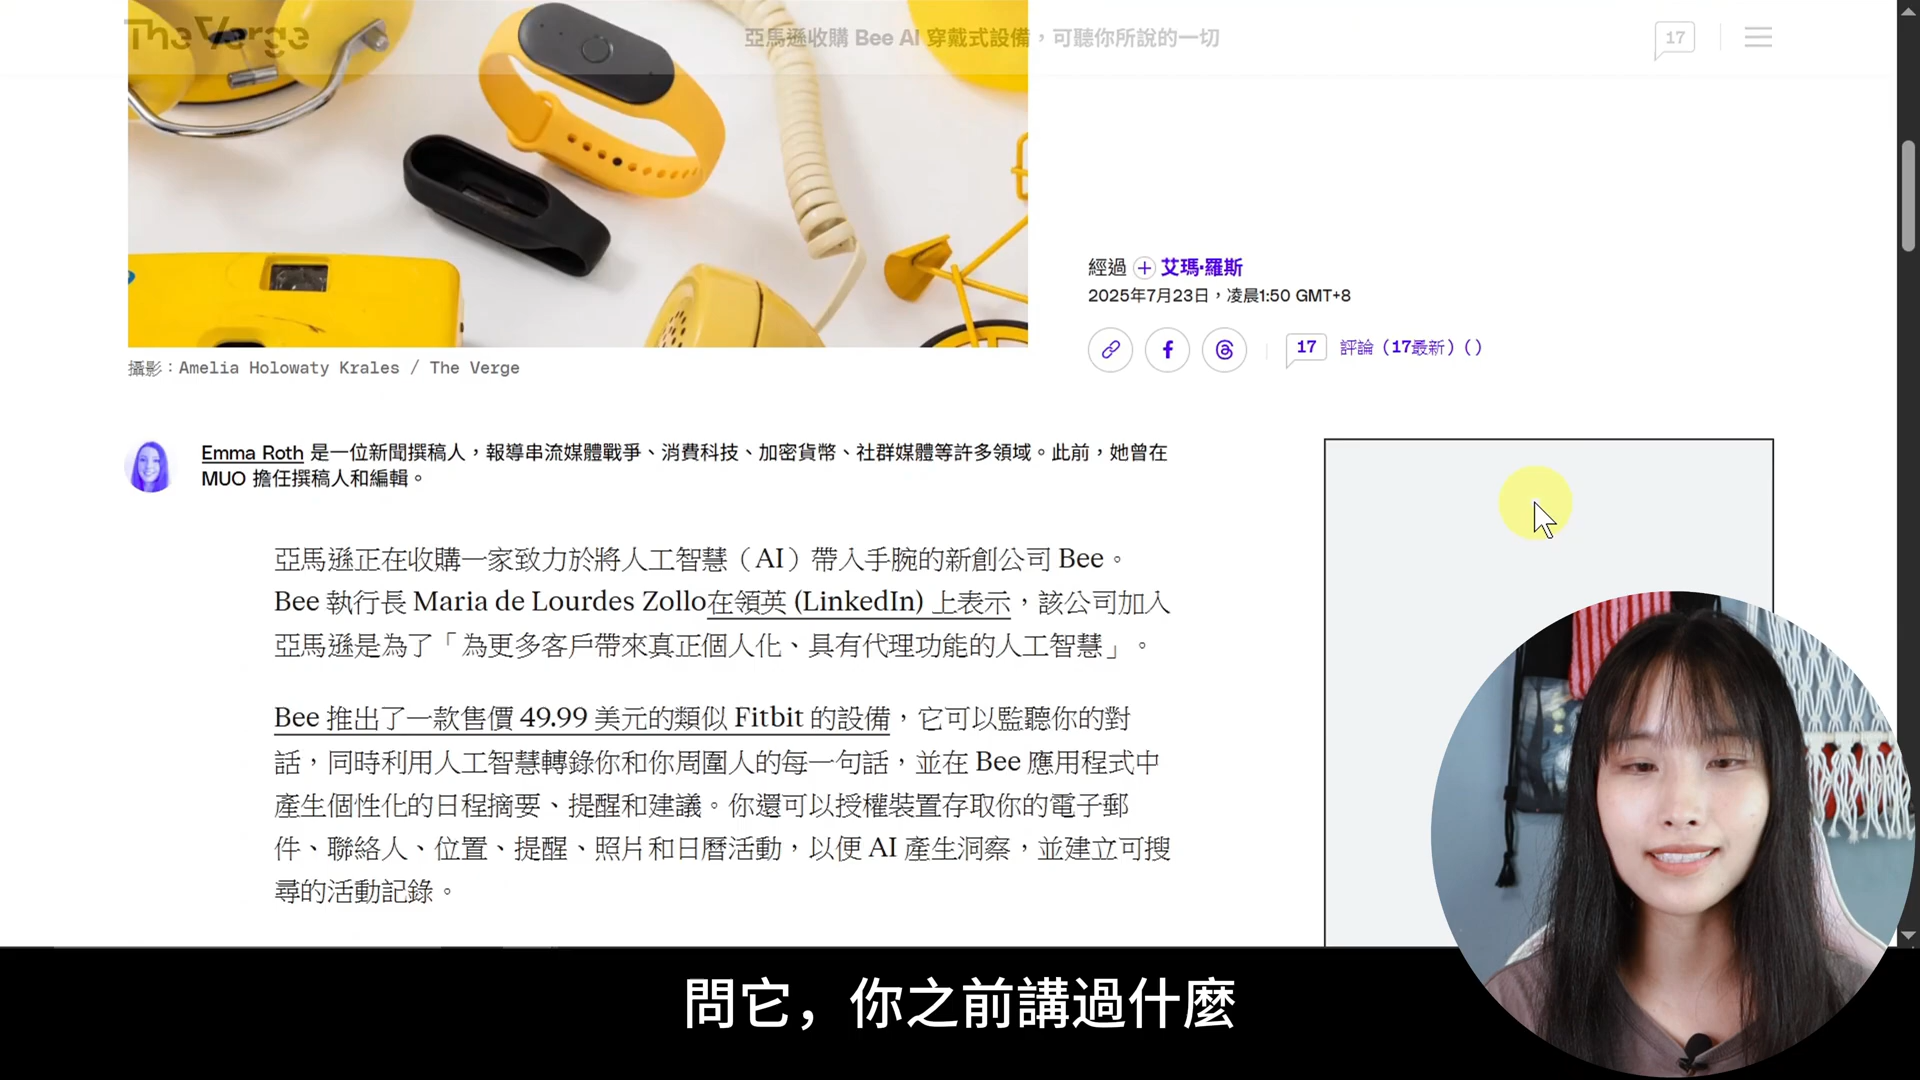 The Verge
亞馬遜收購 Bee AI 穿戴式設備，可聽你所說的一切
17
經過 艾瑪·羅斯
2025年7月23日，凌晨1:50 GMT+8
17 評論（17最新）()
攝影：Amelia Holowaty Krales / The Verge
Emma Roth 是一位新聞撰稿人，報導串流媒體戰爭、消費科技、加密貨幣、社群媒體等許多領域。此前，她曾在
MUO 擔任撰稿人和編輯。
亞馬遜正在收購一家致力於將人工智慧（AI）帶入手腕的新創公司 Bee。
Bee 執行長 Maria de Lourdes Zollo在領英 (LinkedIn) 上表示，該公司加入
亞馬遜是為了「為更多客戶帶來真正個人化、具有代理功能的人工智慧」。
Bee 推出了一款售價 49.99 美元的類似 Fitbit 的設備，它可以監聽你的對
話，同時利用人工智慧轉錄你和你周圍人的每一句話，並在 Bee 應用程式中
產生個性化的日程摘要、提醒和建議。你還可以授權裝置存取你的電子郵
件、聯絡人、位置、提醒、照片和日曆活動，以便 AI 產生洞察，並建立可搜
尋的活動記錄。
問它，你之前講過什麼